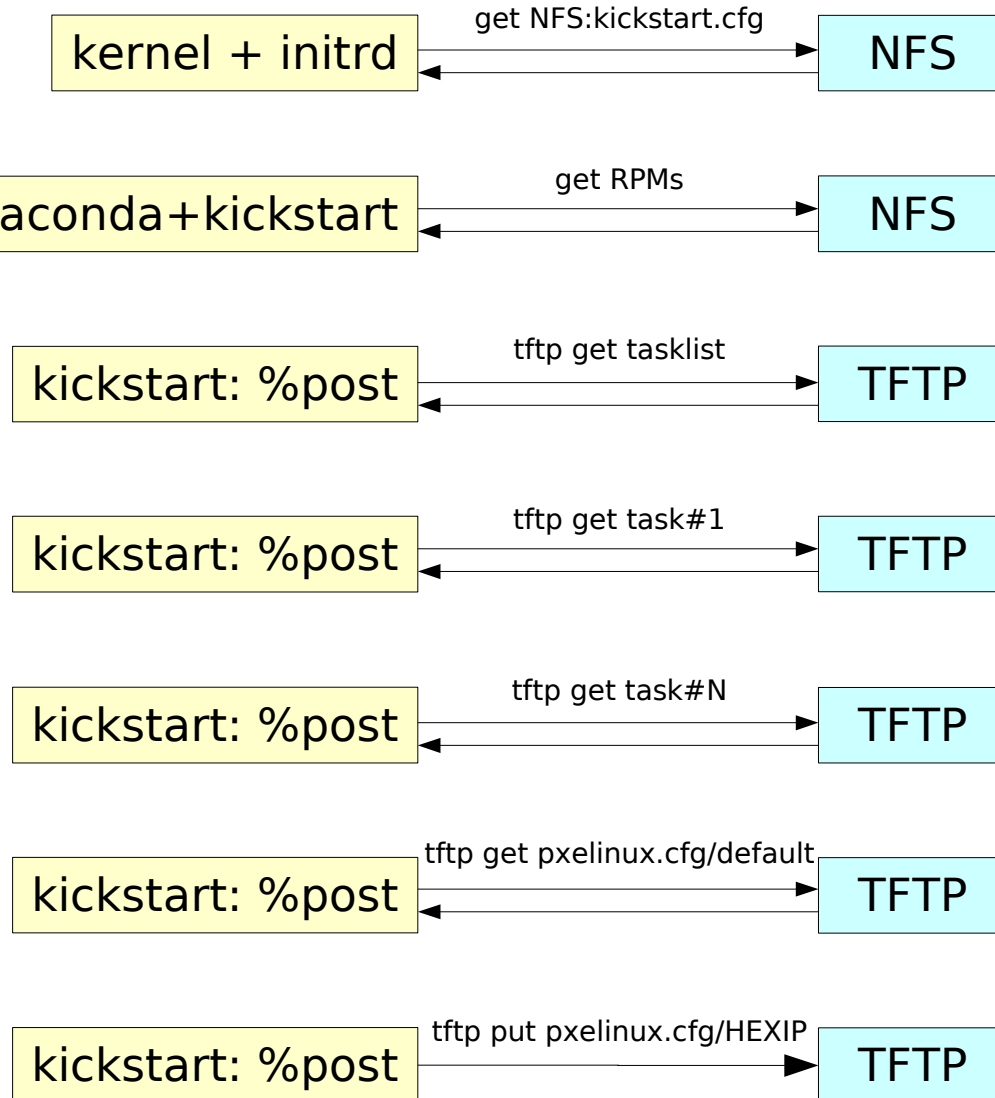 get NFS:kickstart.cfg
kernel + initrd
NFS
get RPMs
aconda+kickstart
NFS
tftp get tasklist
kickstart: %post
TFTP
tftp get task#1
kickstart: %post
TFTP
tftp get task#N
kickstart: %post
TFTP
tftp get pxelinux.cfg/default
kickstart: %post
TFTP
tftp put pxelinux.cfg/HEXIP
kickstart: %post
TFTP